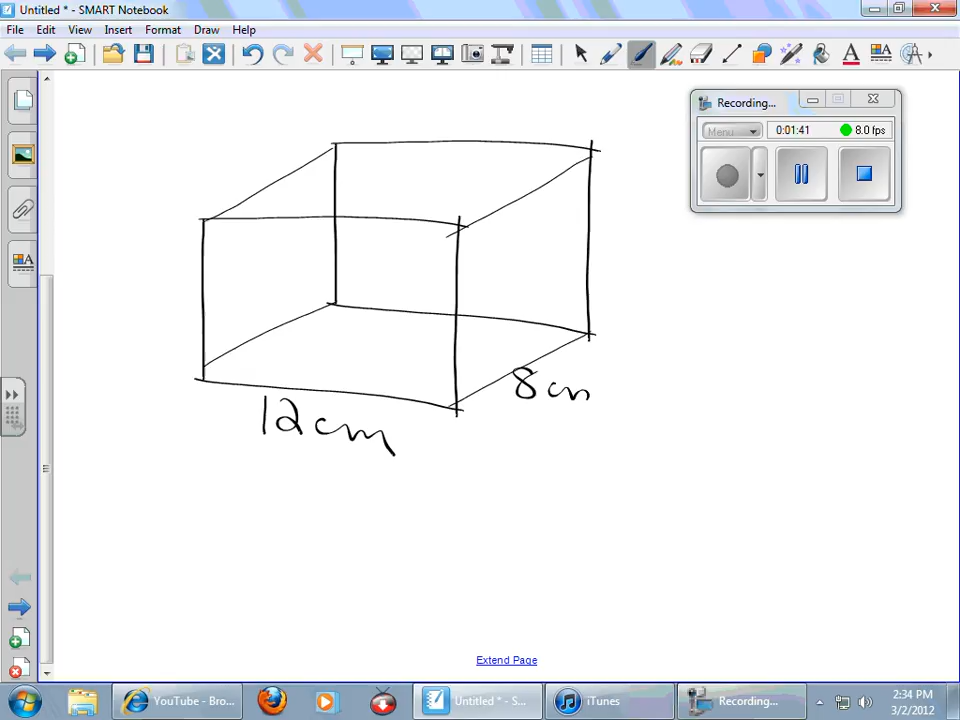 Untitled * - SMART Notebook
File Edit View Insert Format Draw Help
Recording...
Menu 0:01:41 8.0 fps
8 cm
12 cm
Extend Page
YouTube - Bro... Untitled * - S... iTunes Recording... 2:34 PM
3/2/2012